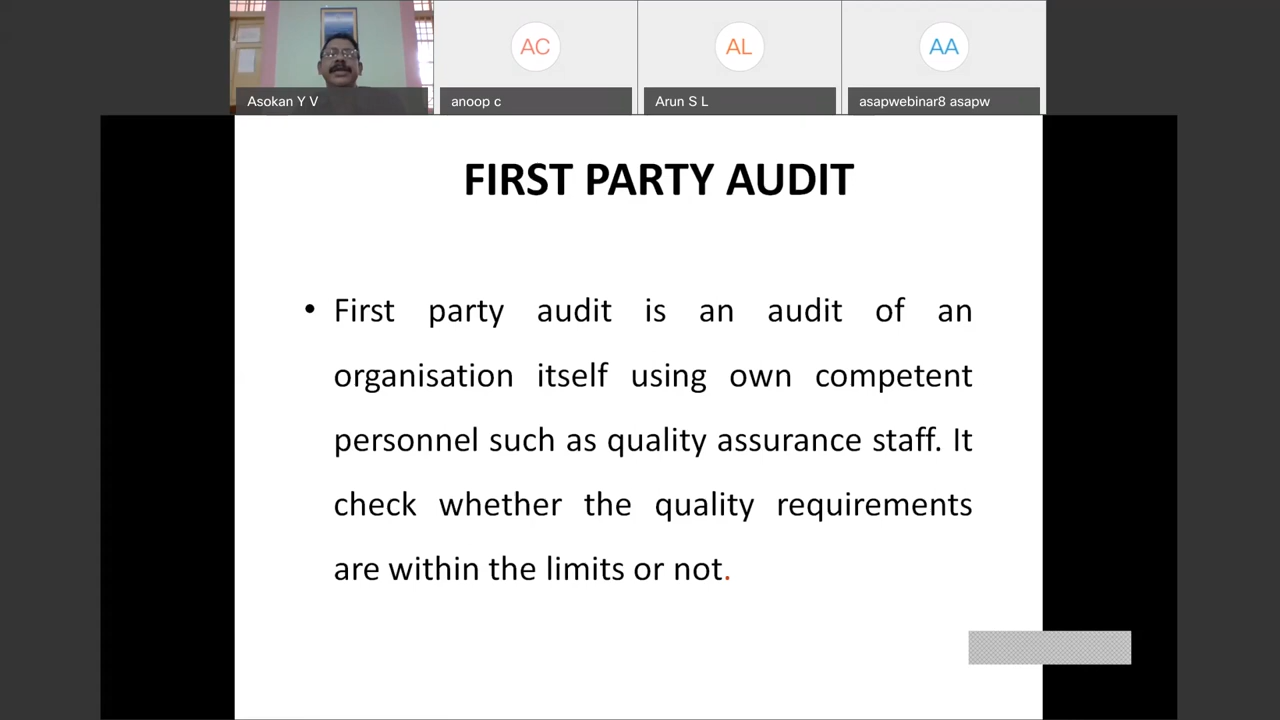 AC
AL
AA
Asokan Y V
anoop c
Arun S L
asapwebinar8 asapw
FIRST PARTY AUDIT
• First party audit is an audit of an
organisation itself using own competent
personnel such as quality assurance staff. It
check whether the quality requirements
are within the limits or not.